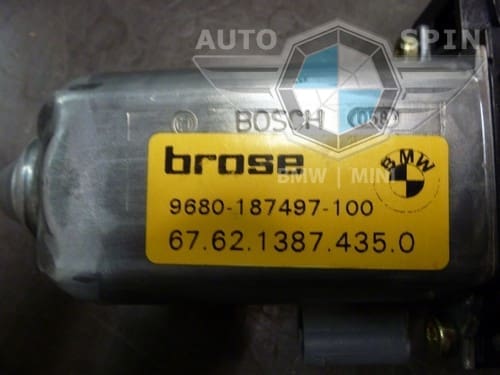 AUTO SPIN
BOSCH
brose
BMW
BMW | MINI
9680-187497-100
67.62.1387.435.0